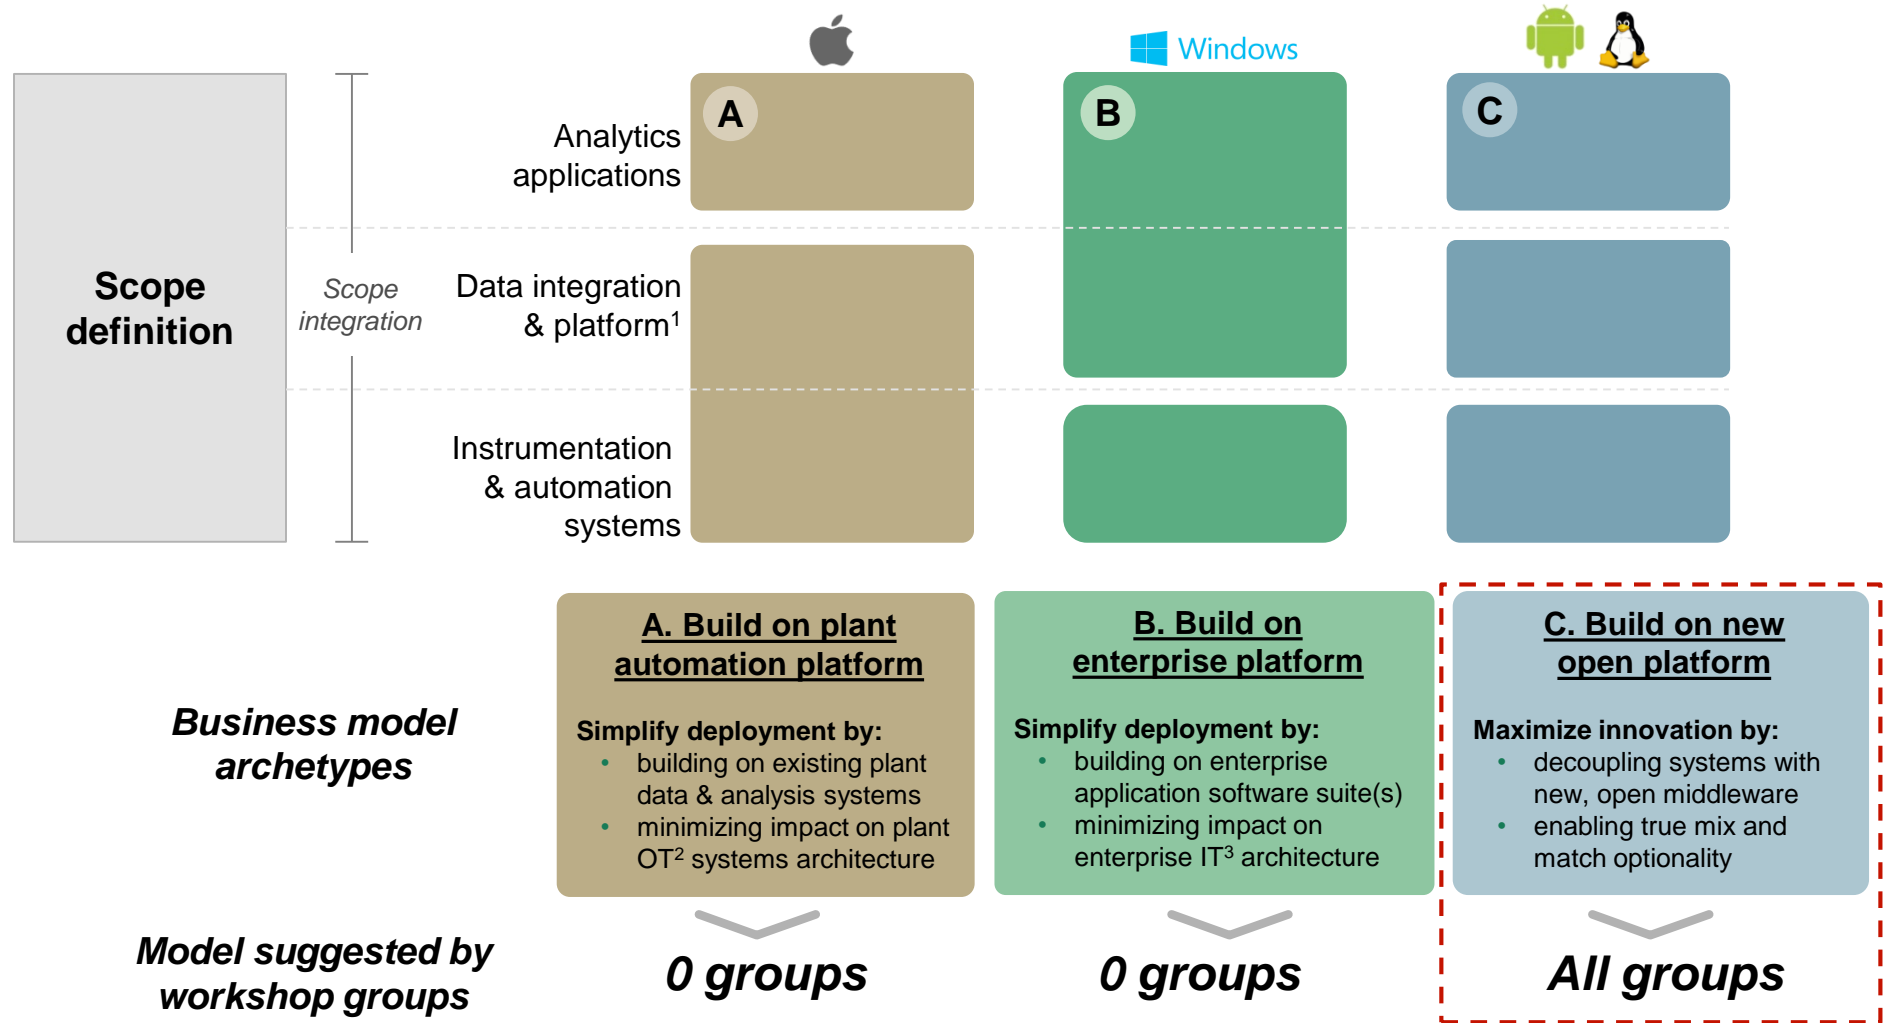 Windows
A
B
C
Analytics
applications
Scope
definition
Scope
integration
Data integration
& platform1
Instrumentation
& automation
systems
Business model
archetypes
A. Build on plant
automation platform
Simplify deployment by:
• building on existing plant
data & analysis systems
• minimizing impact on plant
OT2 systems architecture
B. Build on
enterprise platform
Simplify deployment by:
• building on enterprise
application software suite(s)
• minimizing impact on
enterprise IT3 architecture
C. Build on new
open platform
Maximize innovation by:
• decoupling systems with
new, open middleware
• enabling true mix and
match optionality
Model suggested by
workshop groups
0 groups
0 groups
All groups